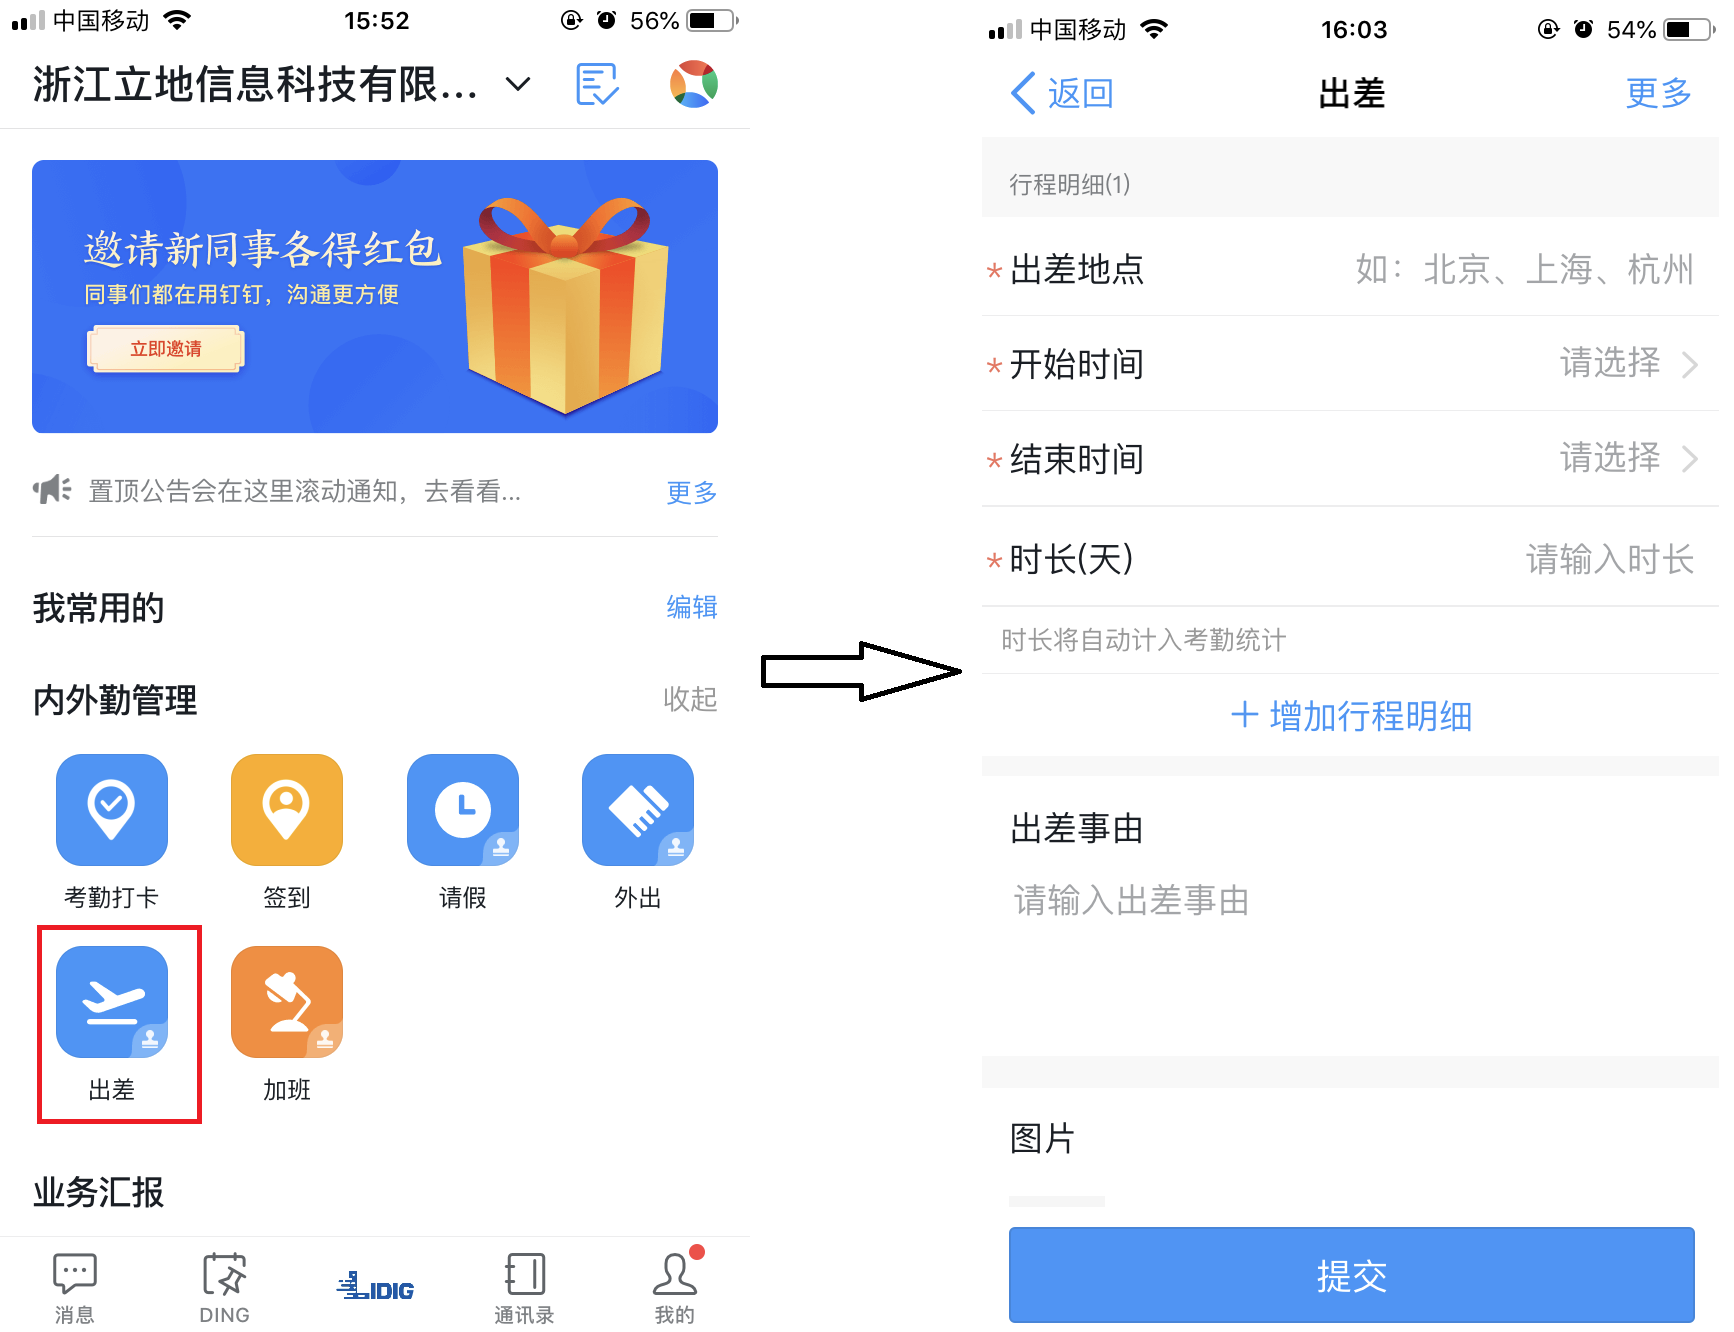 中国移动 15:52 56%
浙江立地信息科技有限...
邀请新同事各得红包
同事们都在用钉钉，沟通更方便
立即邀请
置顶公告会在这里滚动通知，去看看... 更多
我常用的 编辑
内外勤管理 收起
考勤打卡 签到 请假 外出
出差 加班
业务汇报
消息 DING LIDIG 通讯录 我的
中国移动 16:03 54%
返回 出差 更多
行程明细(1)
*出差地点 如：北京、上海、杭州
*开始时间 请选择
*结束时间 请选择
*时长(天) 请输入时长
时长将自动计入考勤统计
+ 增加行程明细
出差事由
请输入出差事由
图片
提交